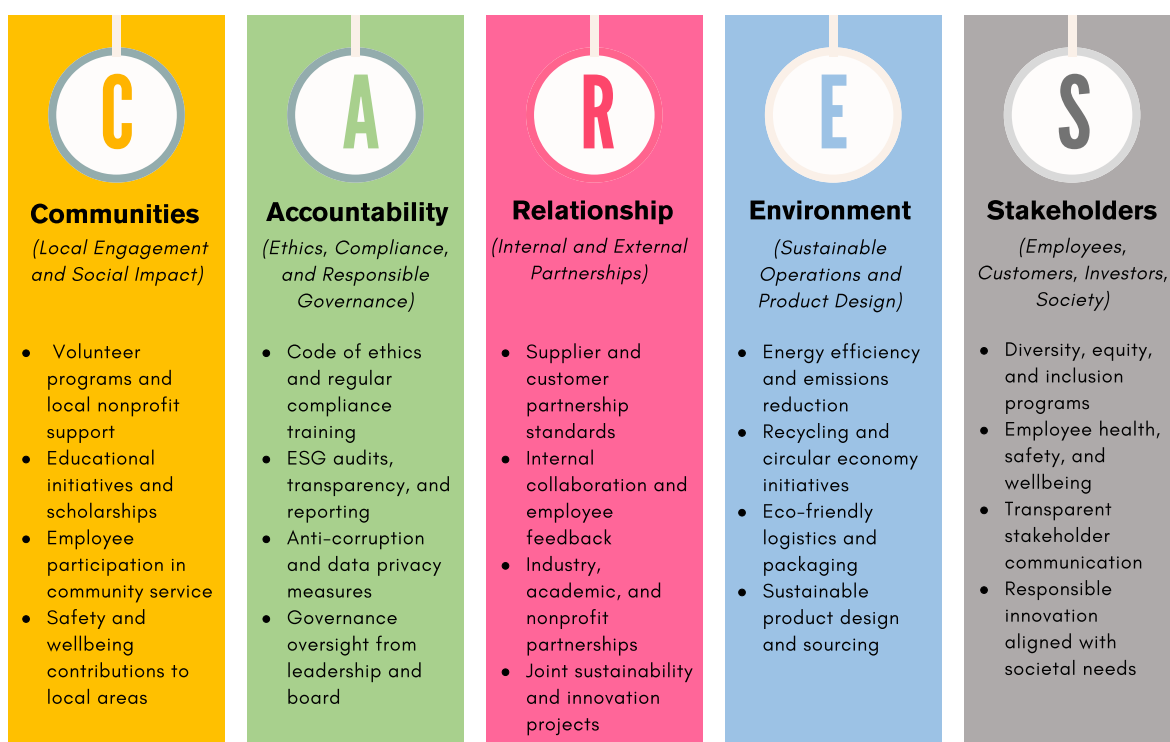 C
Communities
(Local Engagement
and Social Impact)
● Volunteer
programs and
local nonprofit
support
● Educational
initiatives and
scholarships
● Employee
participation in
community service
● Safety and
wellbeing
contributions to
local areas
A
Accountability
(Ethics, Compliance,
and Responsible
Governance)
● Code of ethics
and regular
compliance
training
● ESG audits,
transparency, and
reporting
● Anti-corruption
and data privacy
measures
● Governance
oversight from
leadership and
board
R
Relationship
(Internal and External
Partnerships)
● Supplier and
customer
partnership
standards
● Internal
collaboration and
employee
feedback
● Industry,
academic, and
nonprofit
partnerships
● Joint sustainability
and innovation
projects
E
Environment
(Sustainable
Operations and
Product Design)
● Energy efficiency
and emissions
reduction
● Recycling and
circular economy
initiatives
● Eco-friendly
logistics and
packaging
● Sustainable
product design
and sourcing
S
Stakeholders
(Employees,
Customers, Investors,
Society)
● Diversity, equity,
and inclusion
programs
● Employee health,
safety, and
wellbeing
● Transparent
stakeholder
communication
● Responsible
innovation
aligned with
societal needs